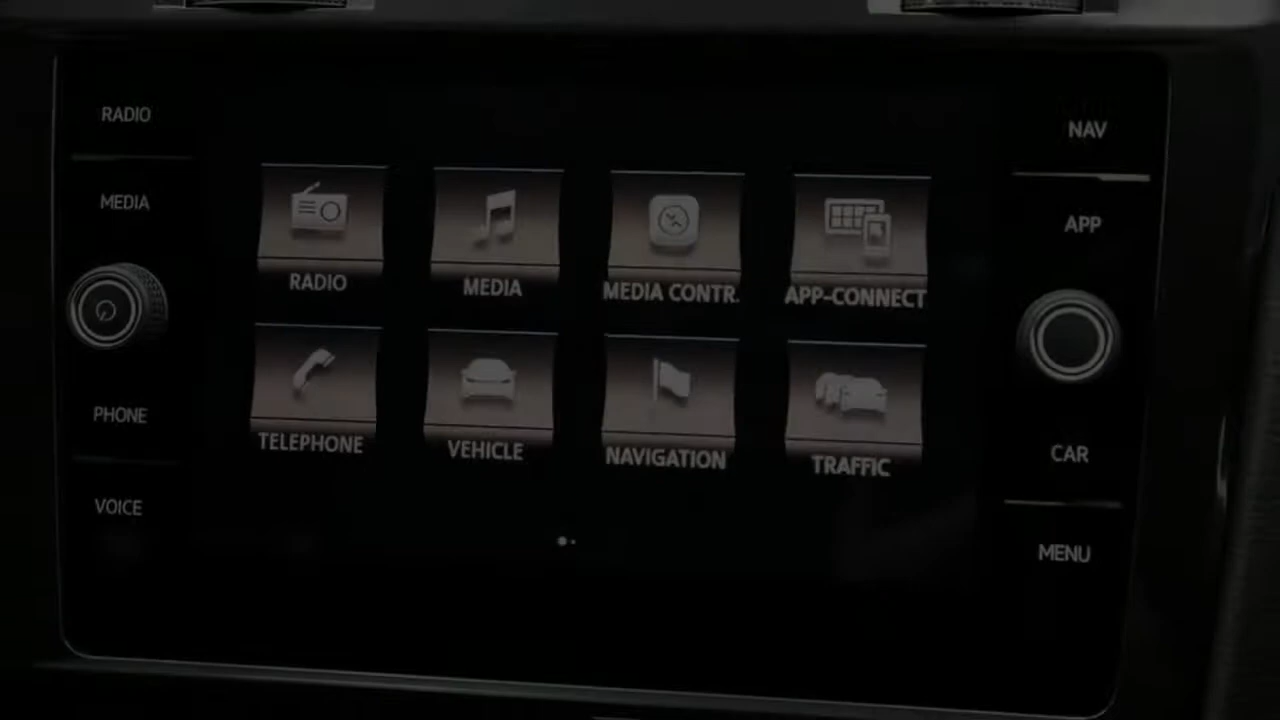 RADIO
MEDIA
PHONE
VOICE
RADIO
MEDIA
MEDIA CONTR.
APP-CONNECT
TELEPHONE
VEHICLE
NAVIGATION
TRAFFIC
NAV
APP
CAR
MENU